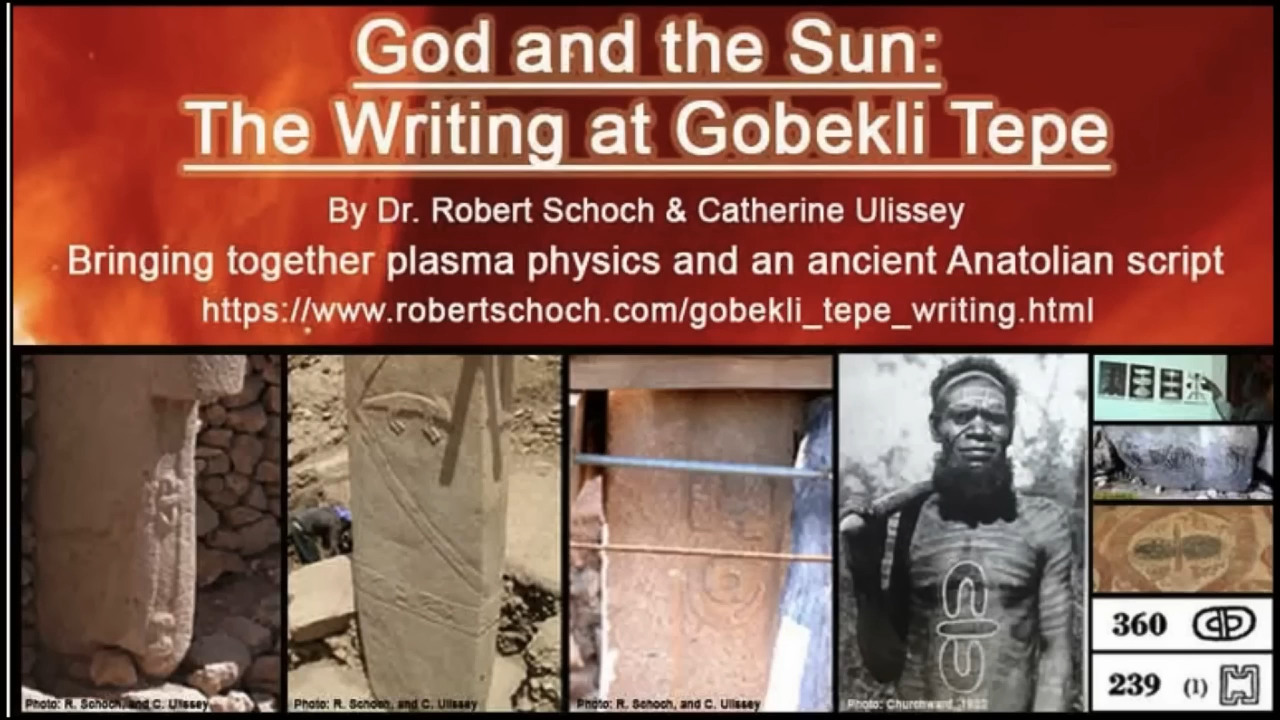 God and the Sun:
The Writing at Gobekli Tepe
By Dr. Robert Schoch & Catherine Ulissey
Bringing together plasma physics and an ancient Anatolian script
https://www.robertschoch.com/gobekli_tepe_writing.html
Photo: R. Schoch, and C. Ulissey
Photo: R. Schoch, and C. Ulissey
Photo: R. Schoch, and C. Ulissey
Photo: Churchward,
360
239 (1)